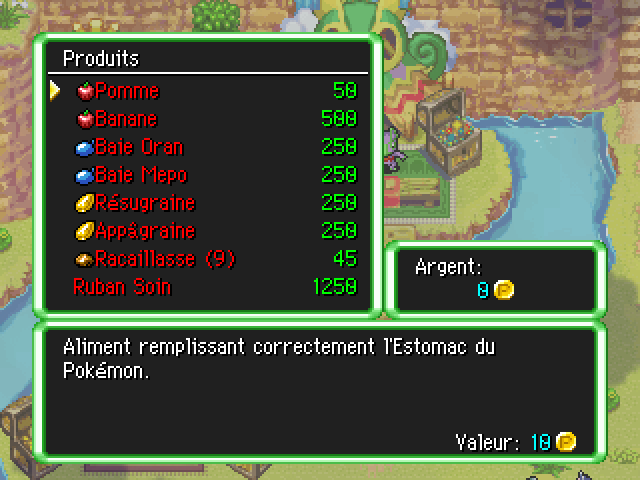 Produits
Pomme 50
Banane 500
Baie Oran 250
Baie Mepo 250
Résugraine 250
Appâgraine 250
Racaillasse (9) 45
Ruban Soin 1250
Argent:
0 P
Aliment remplissant correctement l'Estomac du
Pokémon.
Valeur: 10 P